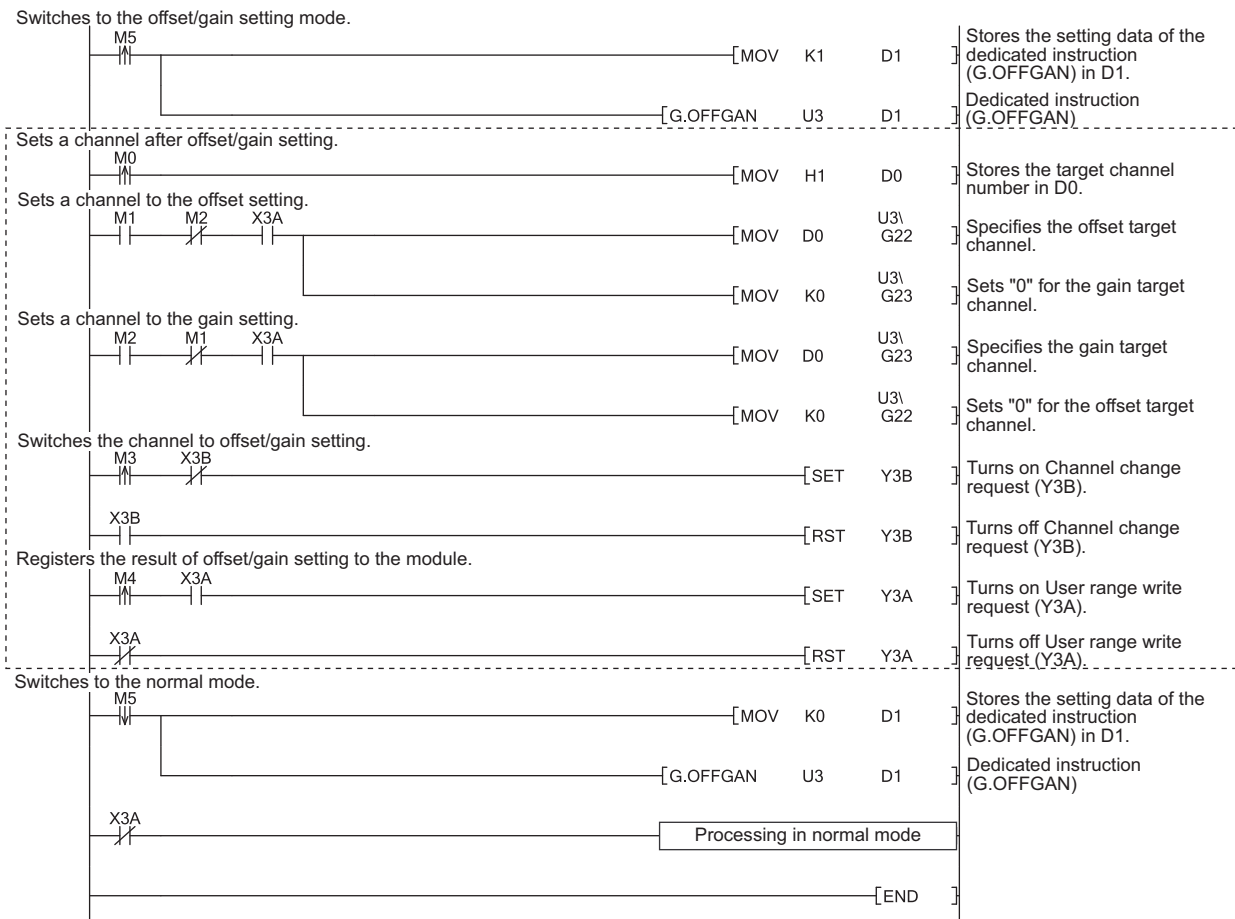 Switches to the offset/gain setting mode.
M5
MOV K1 D1
Stores the setting data of the
dedicated instruction
(G.OFFGAN) in D1.
G.OFFGAN U3 D1
Dedicated instruction
(G.OFFGAN)
Sets a channel after offset/gain setting.
M0
MOV H1 D0
Stores the target channel
number in D0.
Sets a channel to the offset setting.
M1 M2 X3A
MOV D0 U3\
G22
Specifies the offset target
channel.
MOV K0 U3\
G23
Sets "0" for the gain target
channel.
Sets a channel to the gain setting.
M2 M1 X3A
MOV D0 U3\
G23
Specifies the gain target
channel.
MOV K0 U3\
G22
Sets "0" for the offset target
channel.
Switches the channel to offset/gain setting.
M3 X3B
SET Y3B
Turns on Channel change
request (Y3B).
X3B
RST Y3B
Turns off Channel change
request (Y3B).
Registers the result of offset/gain setting to the module.
M4 X3A
SET Y3A
Turns on User range write
request (Y3A).
X3A
RST Y3A
Turns off User range write
request (Y3A).
Switches to the normal mode.
M5
MOV K0 D1
Stores the setting data of the
dedicated instruction
(G.OFFGAN) in D1.
G.OFFGAN U3 D1
Dedicated instruction
(G.OFFGAN)
X3A
Processing in normal mode
END